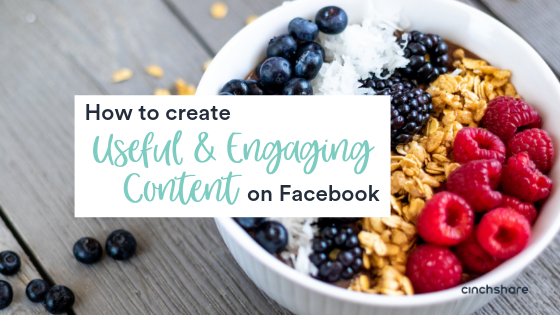 How to create
Useful & Engaging
Content on Facebook
cinchshare